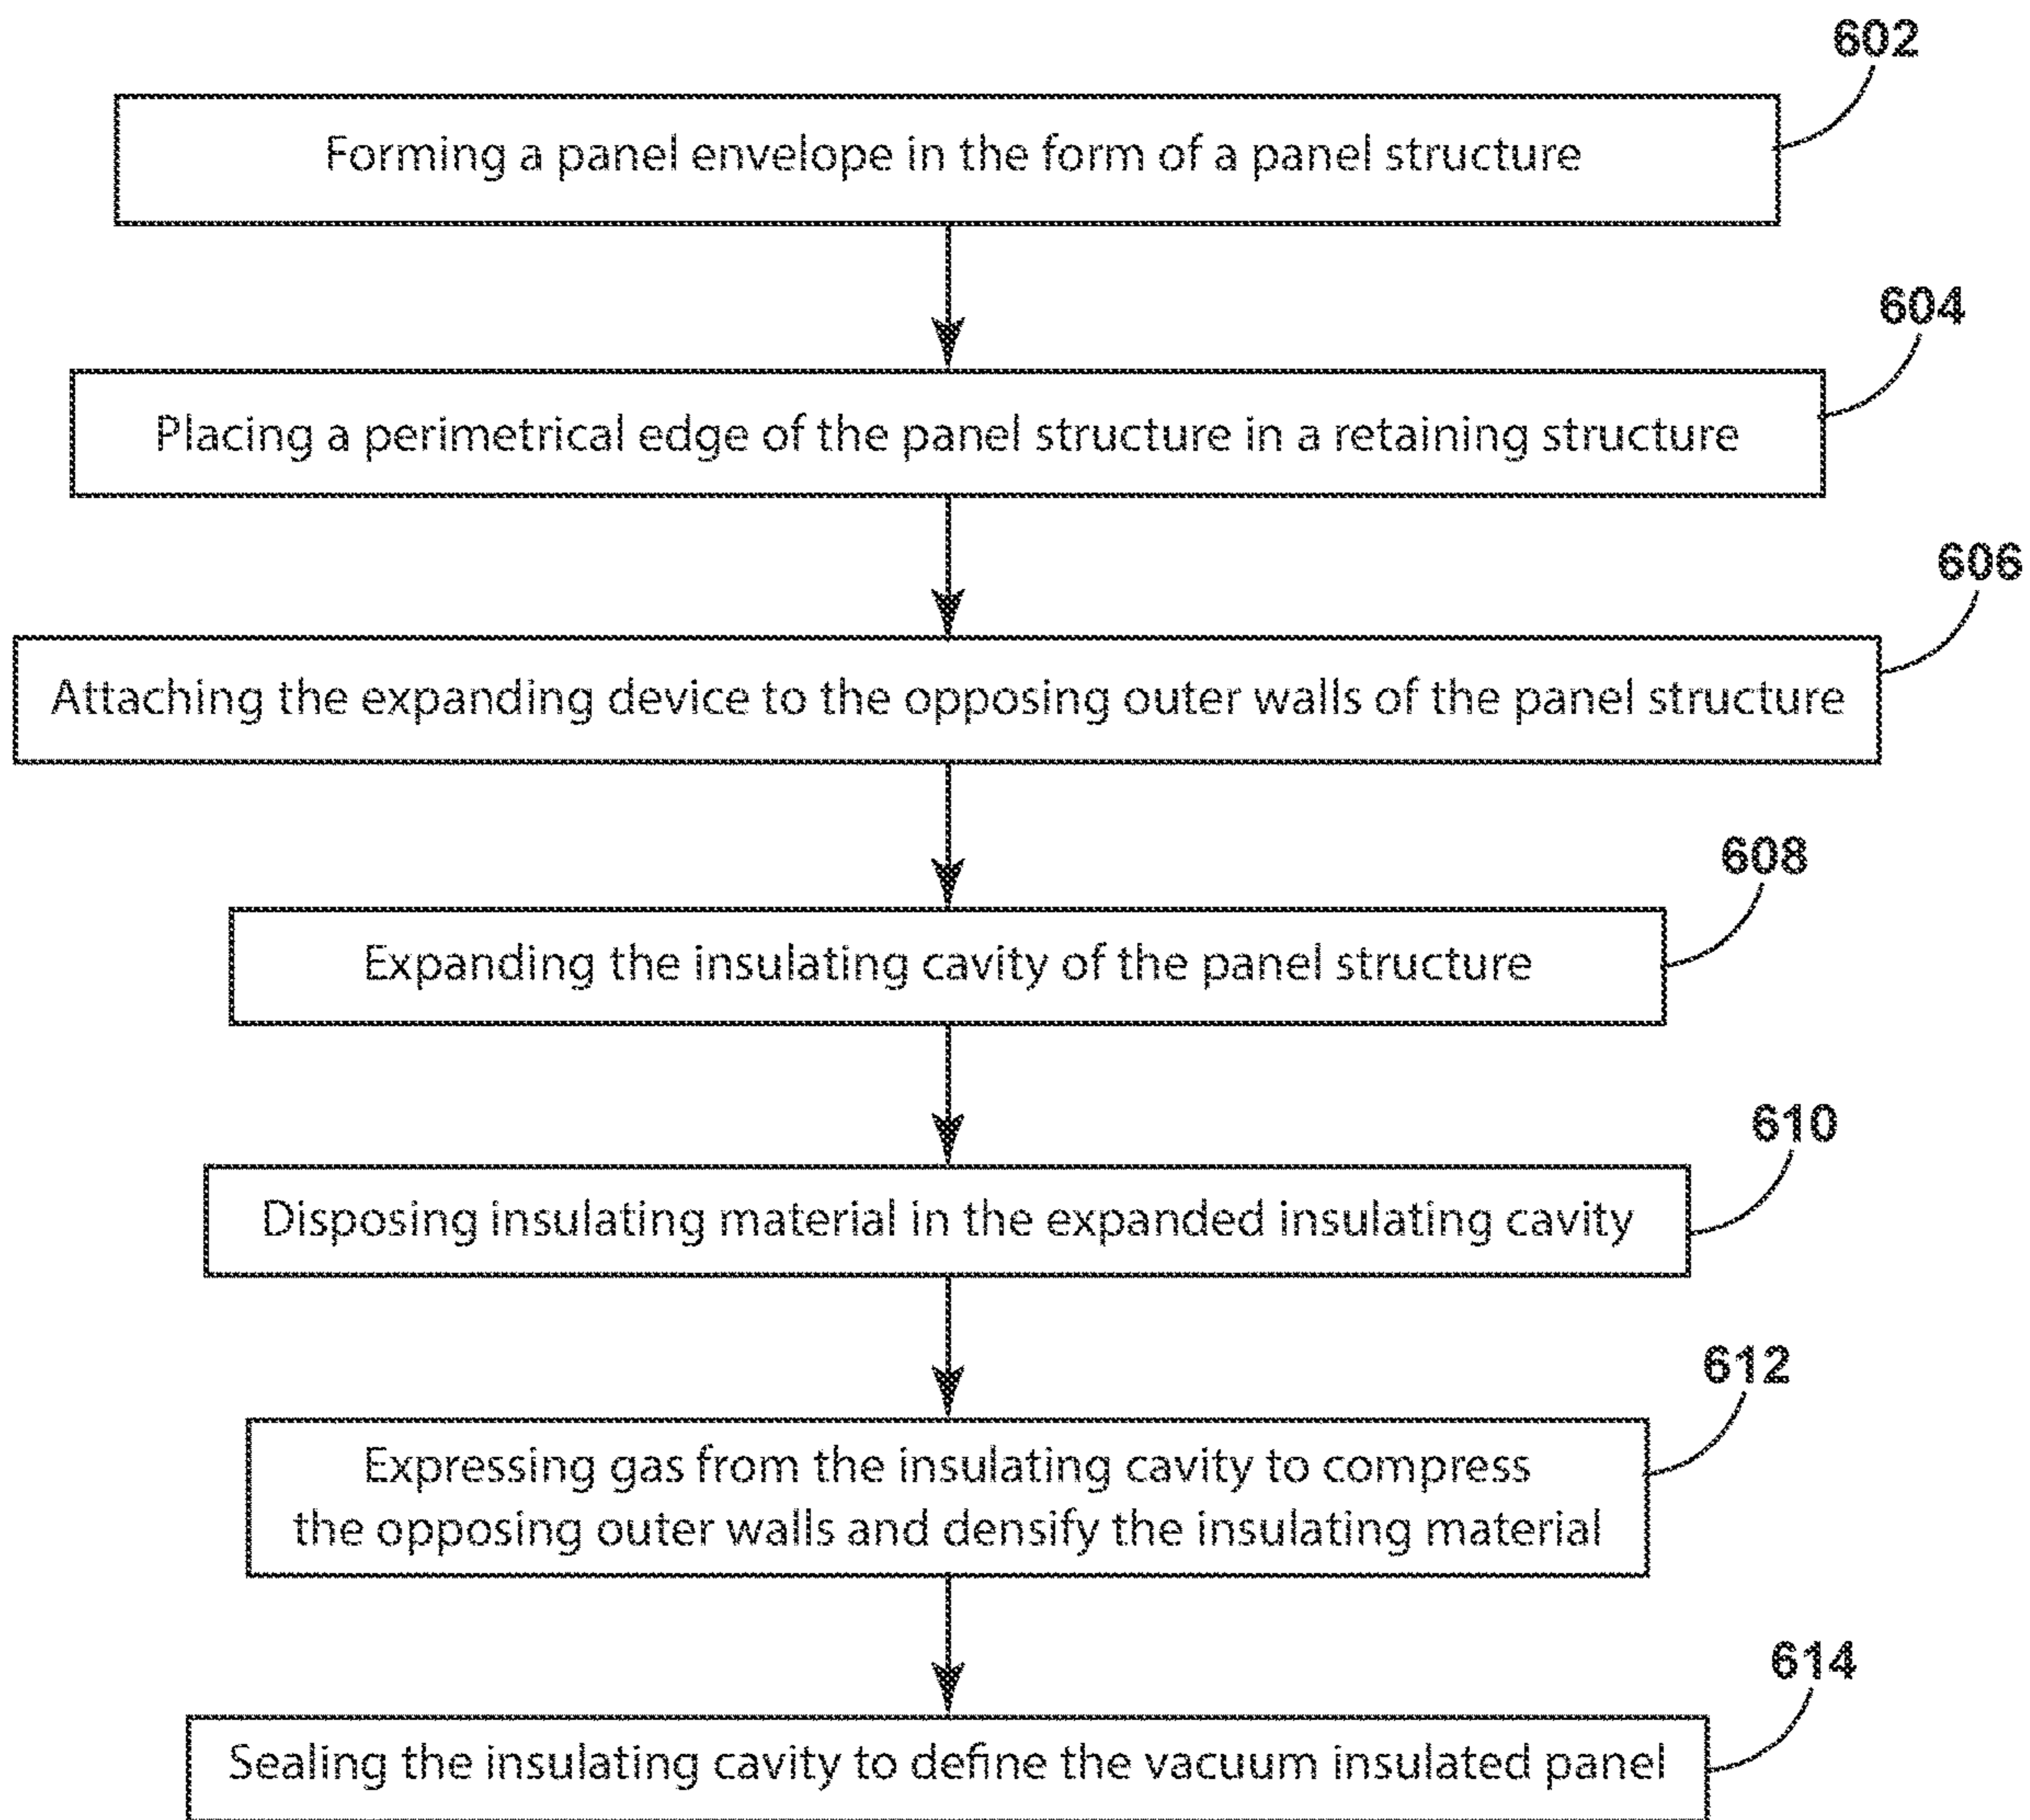 602
Forming a panel envelope in the form of a panel structure
604
Placing a perimetrical edge of the panel structure in a retaining structure
606
Attaching the expanding device to the opposing outer walls of the panel structure
608
Expanding the insulating cavity of the panel structure
610
Disposing insulating material in the expanded insulating cavity
612
Expressing gas from the insulating cavity to compress
the opposing outer walls and densify the insulating material
614
Sealing the insulating cavity to define the vacuum insulated panel